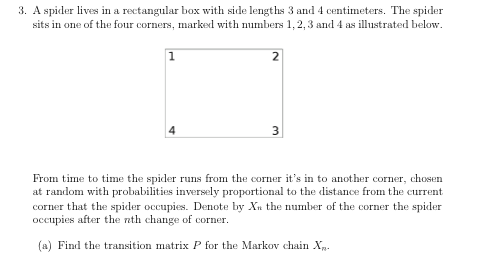 3. A spider lives in a rectangular box with side lengths 3 and 4 centimeters. The spider
sits in one of the four corners, marked with numbers 1, 2, 3 and 4 as illustrated below.
1 2
4 3
From time to time the spider runs from the corner it's in to another corner, chosen
at random with probabilities inversely proportional to the distance from the current
corner that the spider occupies. Denote by Xₙ the number of the corner the spider
occupies after the nth change of corner.
(a) Find the transition matrix P for the Markov chain Xₙ.